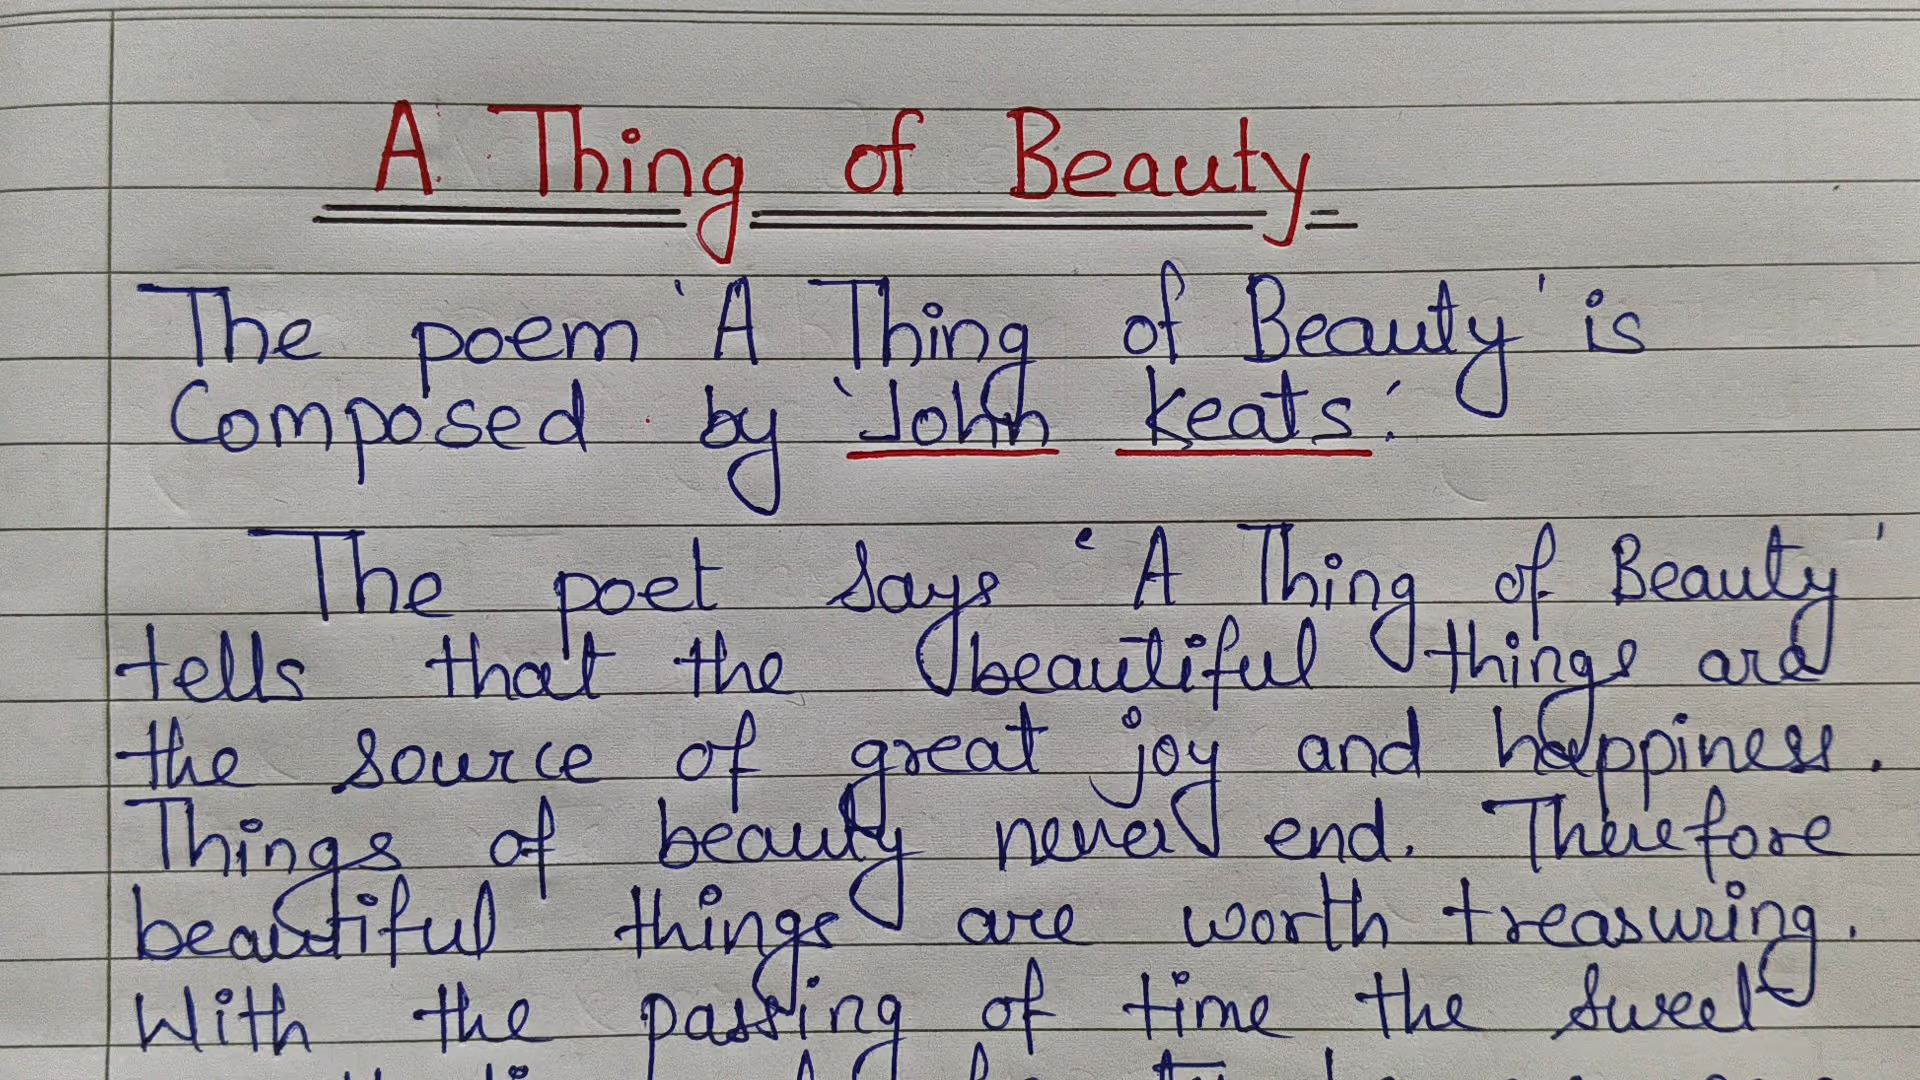 A Thing of Beauty
The poem 'A Thing of Beauty' is
Composed by 'John Keats'.
The poet says 'A Thing of Beauty'
tells that the beautiful things are
the source of great joy and happiness.
Things of beauty never end. Therefore
beautiful things are worth treasuring.
With the passing of time the sweet